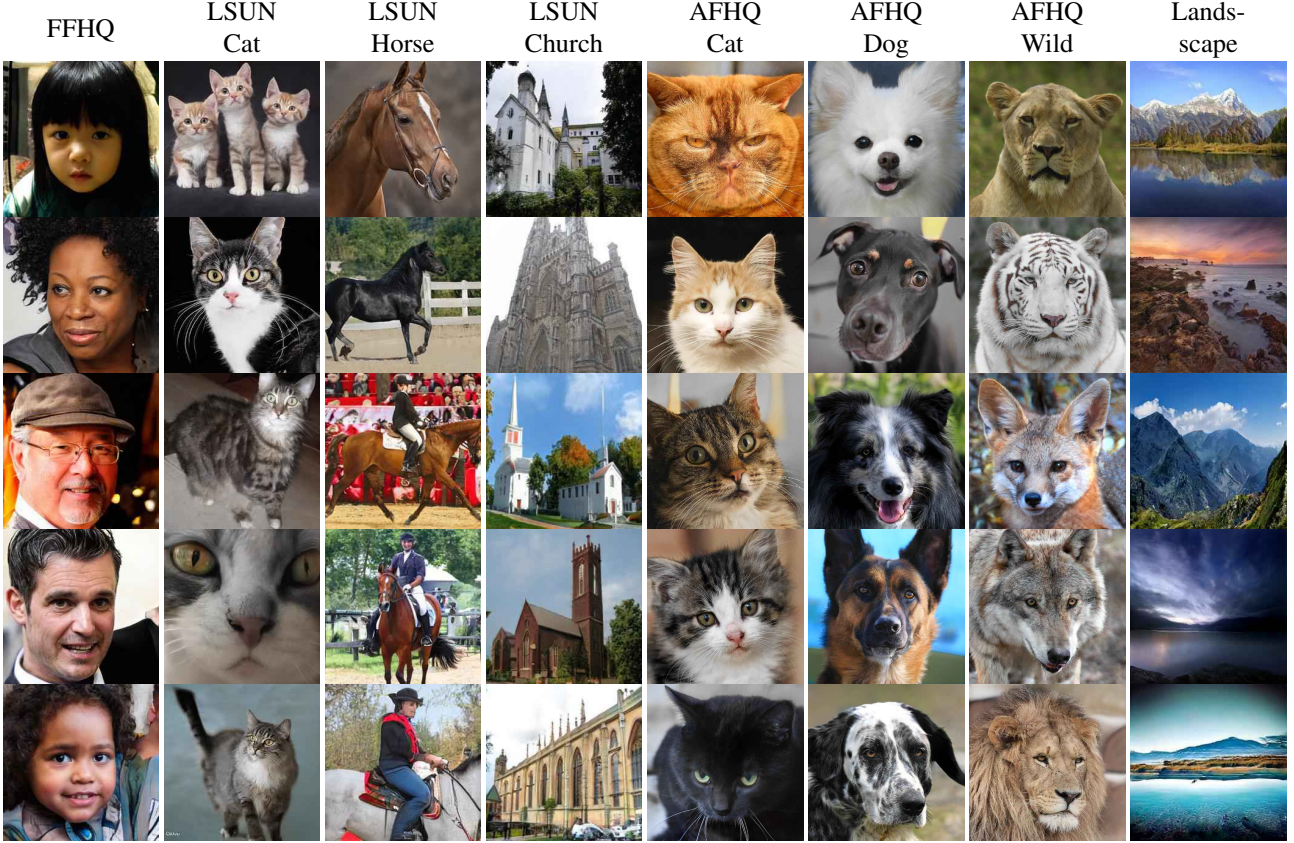 FFHQ
LSUN
Cat
LSUN
Horse
LSUN
Church
AFHQ
Cat
AFHQ
Dog
AFHQ
Wild
Lands-
scape